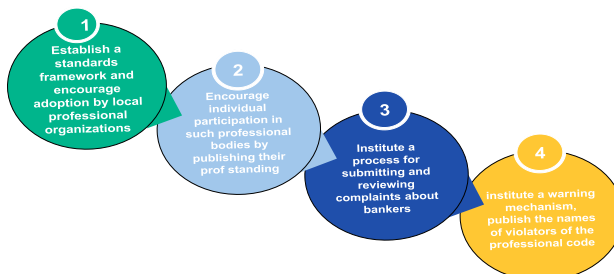 1
Establish a
standards
framework and
encourage
adoption by local
professional
organizations
2
Encourage
individual
participation in
such professional
bodies by
publishing their
prof standing
3
Institute a
process for
submitting and
reviewing
complaints about
bankers
4
institute a warning
mechanism,
publish the names
of violators of the
professional code